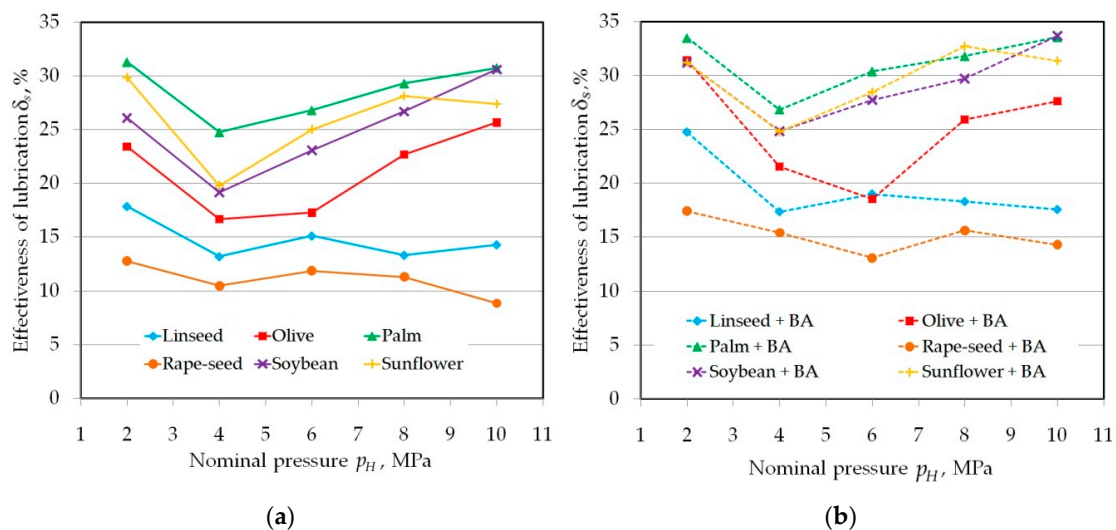 35
30
25
20
15
10
5
0
Effectiveness of lubrication δs, %
Linseed Olive Palm
Rape-seed Soybean Sunflower
1 2 3 4 5 6 7 8 9 10 11
Nominal pressure pH , MPa
(a)
35
30
25
20
15
10
5
0
Effectiveness of lubrication δs,%
Linseed + BA Olive + BA
Palm + BA Rape-seed + BA
Soybean + BA Sunflower + BA
1 2 3 4 5 6 7 8 9 10 11
Nominal pressure pH , MPa
(b)